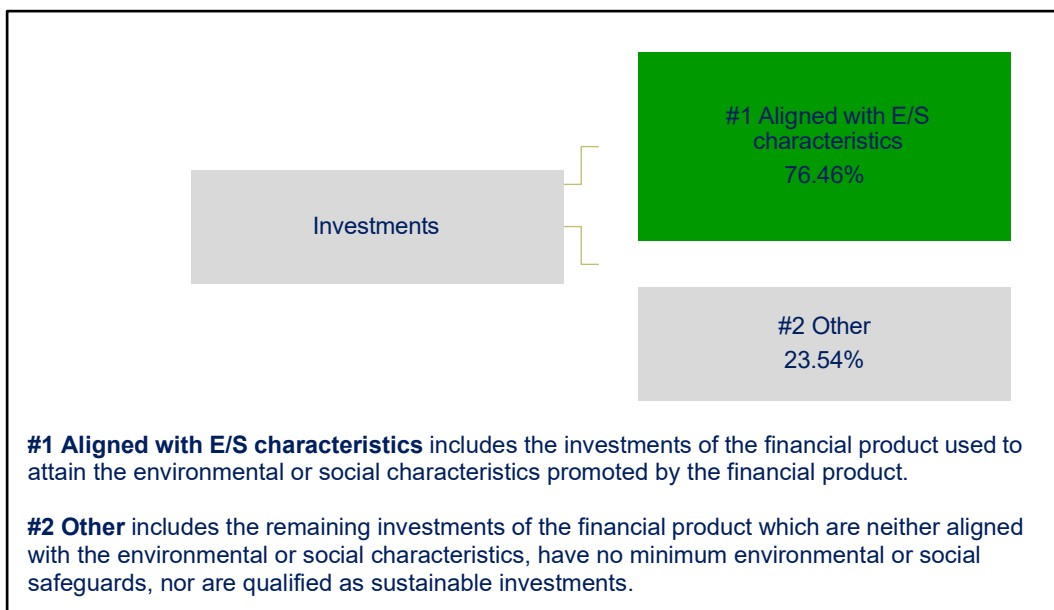 #1 Aligned with E/S
characteristics
76.46%
Investments
#2 Other
23.54%
#1 Aligned with E/S characteristics includes the investments of the financial product used to
attain the environmental or social characteristics promoted by the financial product.
#2 Other includes the remaining investments of the financial product which are neither aligned
with the environmental or social characteristics, have no minimum environmental or social
safeguards, nor are qualified as sustainable investments.